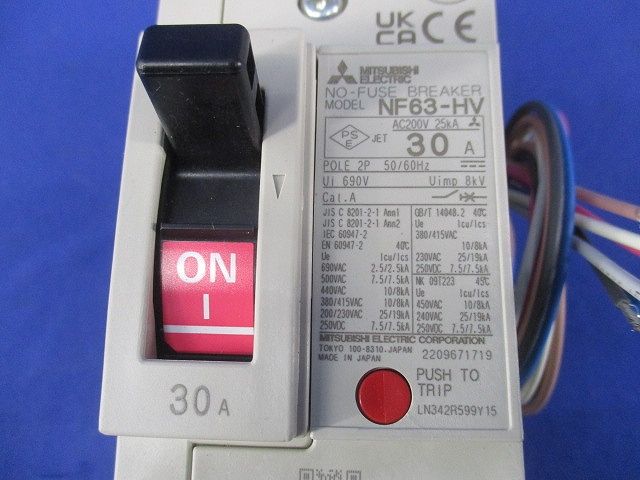 UK
CA
CE
MITSUBISHI
ELECTRIC
NO-FUSE BREAKER
MODEL NF63-HV
AC200V 25kA
PS
E
JET
30 A
POLE 2P 50/60Hz
Ui 690V Uimp 8kV
Cat.A
JIS C 8201-2-1 Ann1
JIS C 8201-2-1 Ann2
IEC 60947-2
EN 60947-2 40℃
Ue Icu/Ics
690VAC 2.5/2.5kA
500VAC 7.5/7.5kA
440VAC 10/8kA
380/415VAC 10/8kA
200/230VAC 25/19kA
250VDC 7.5/7.5kA
GB/T 14048.2 40℃
Ue Icu/Ics
380/415VAC
10/8kA
230VAC 25/19kA
250VDC 7.5/7.5kA
NK 09T223 45℃
Ue Icu/Ics
450VAC 10/8kA
240VAC 25/19kA
250VDC 7.5/7.5kA
MITSUBISHI ELECTRIC CORPORATION
TOKYO 100-8310,JAPAN
MADE IN JAPAN 2209671719
PUSH TO
TRIP
LN342R599Y15
ON
I
30 A